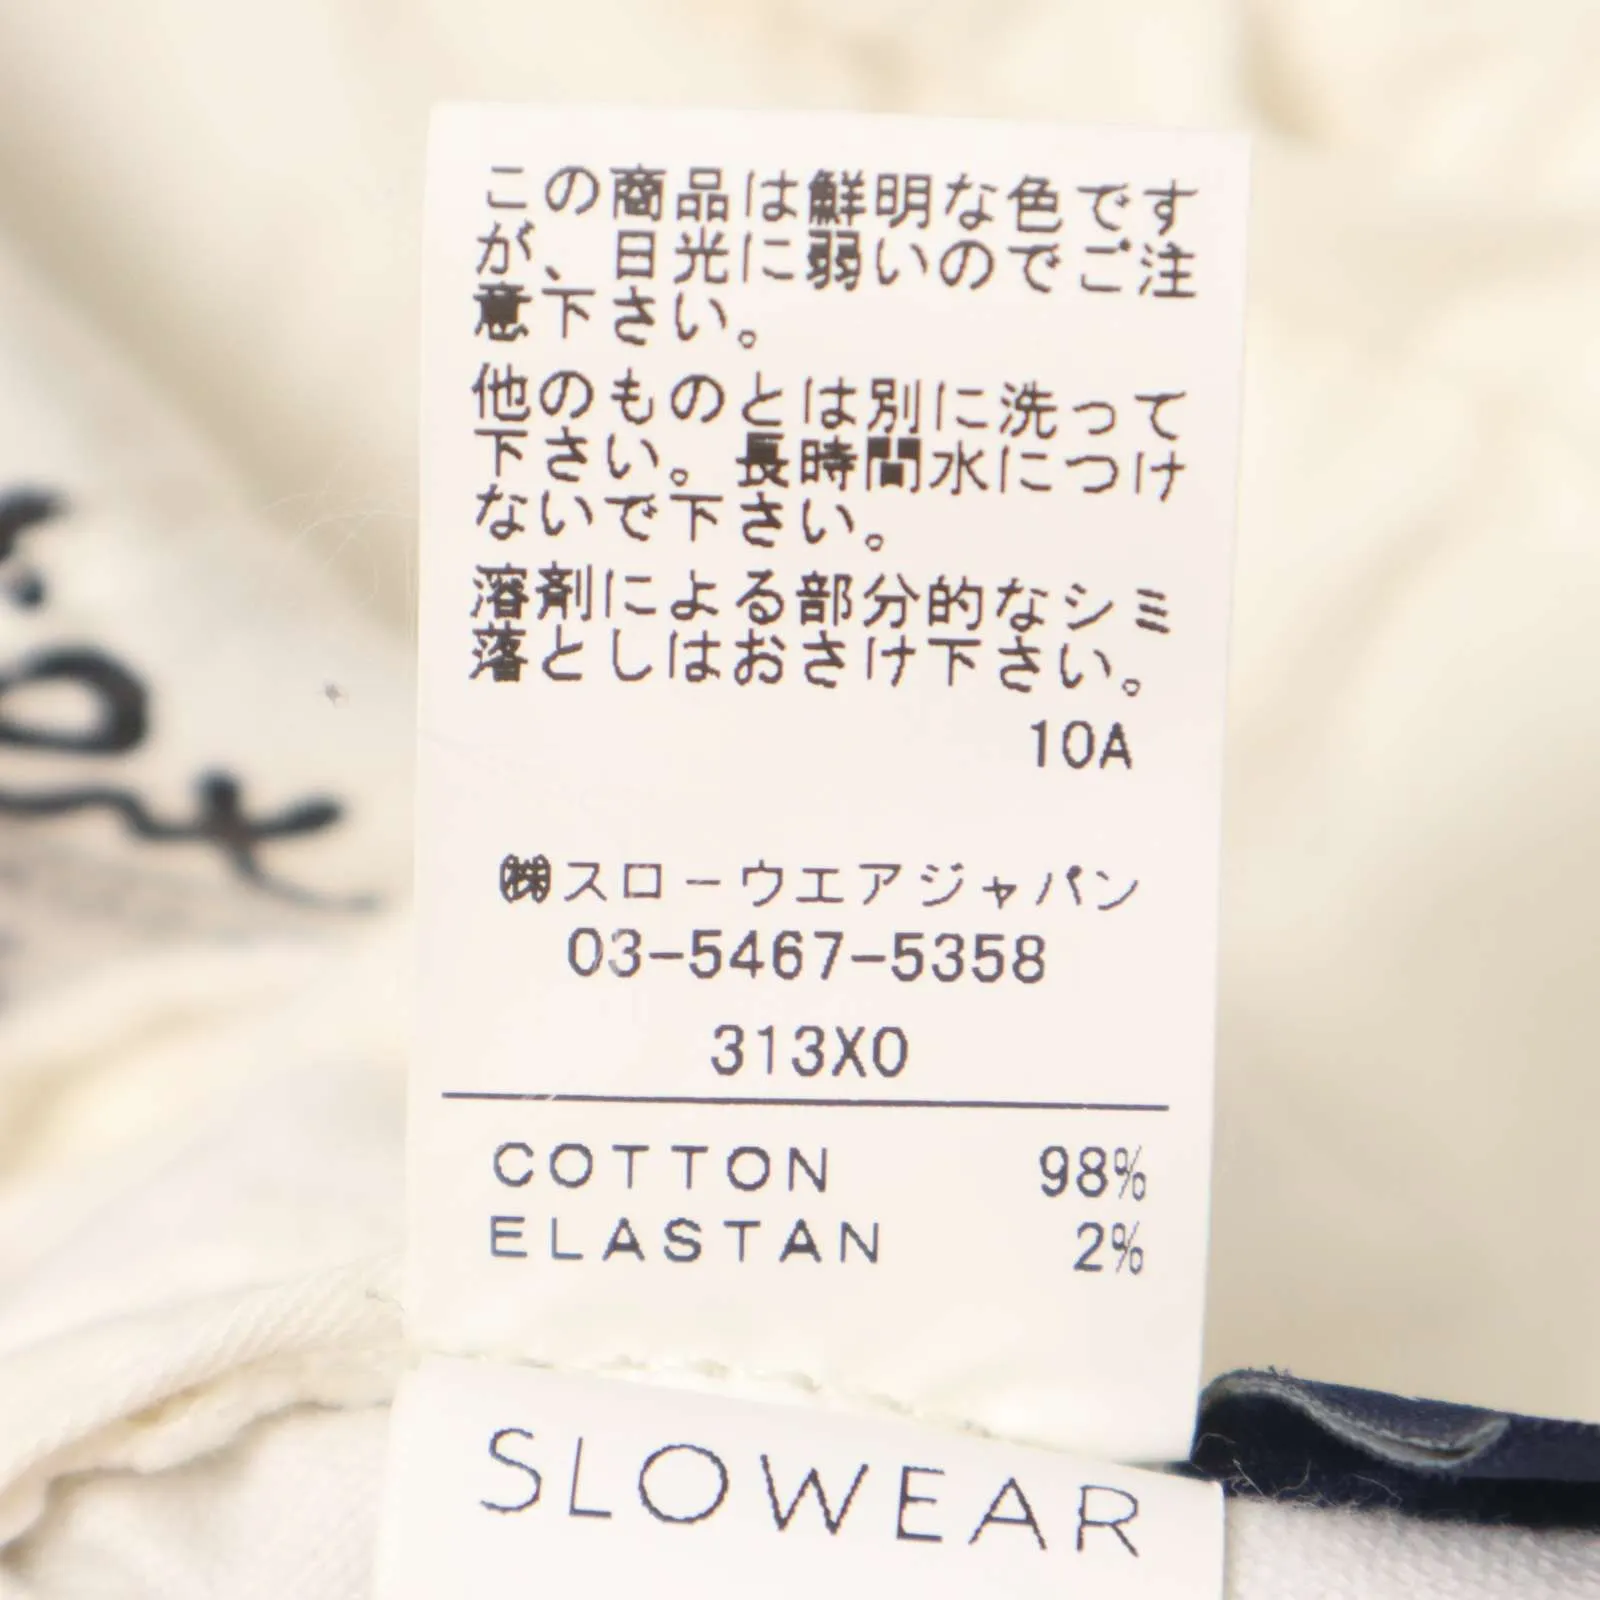 この商品は鮮明な色です
が、日光に弱いのでご注
意下さい。
他のものとは別に洗って
下さい。長時間水につけ
ないで下さい。
溶剤による部分的なシミ
落としはおさけ下さい。
10A
㈱スローウエアジャパン
03-5467-5358
313X0
COTTON 98%
ELASTAN 2%
SLOWEAR